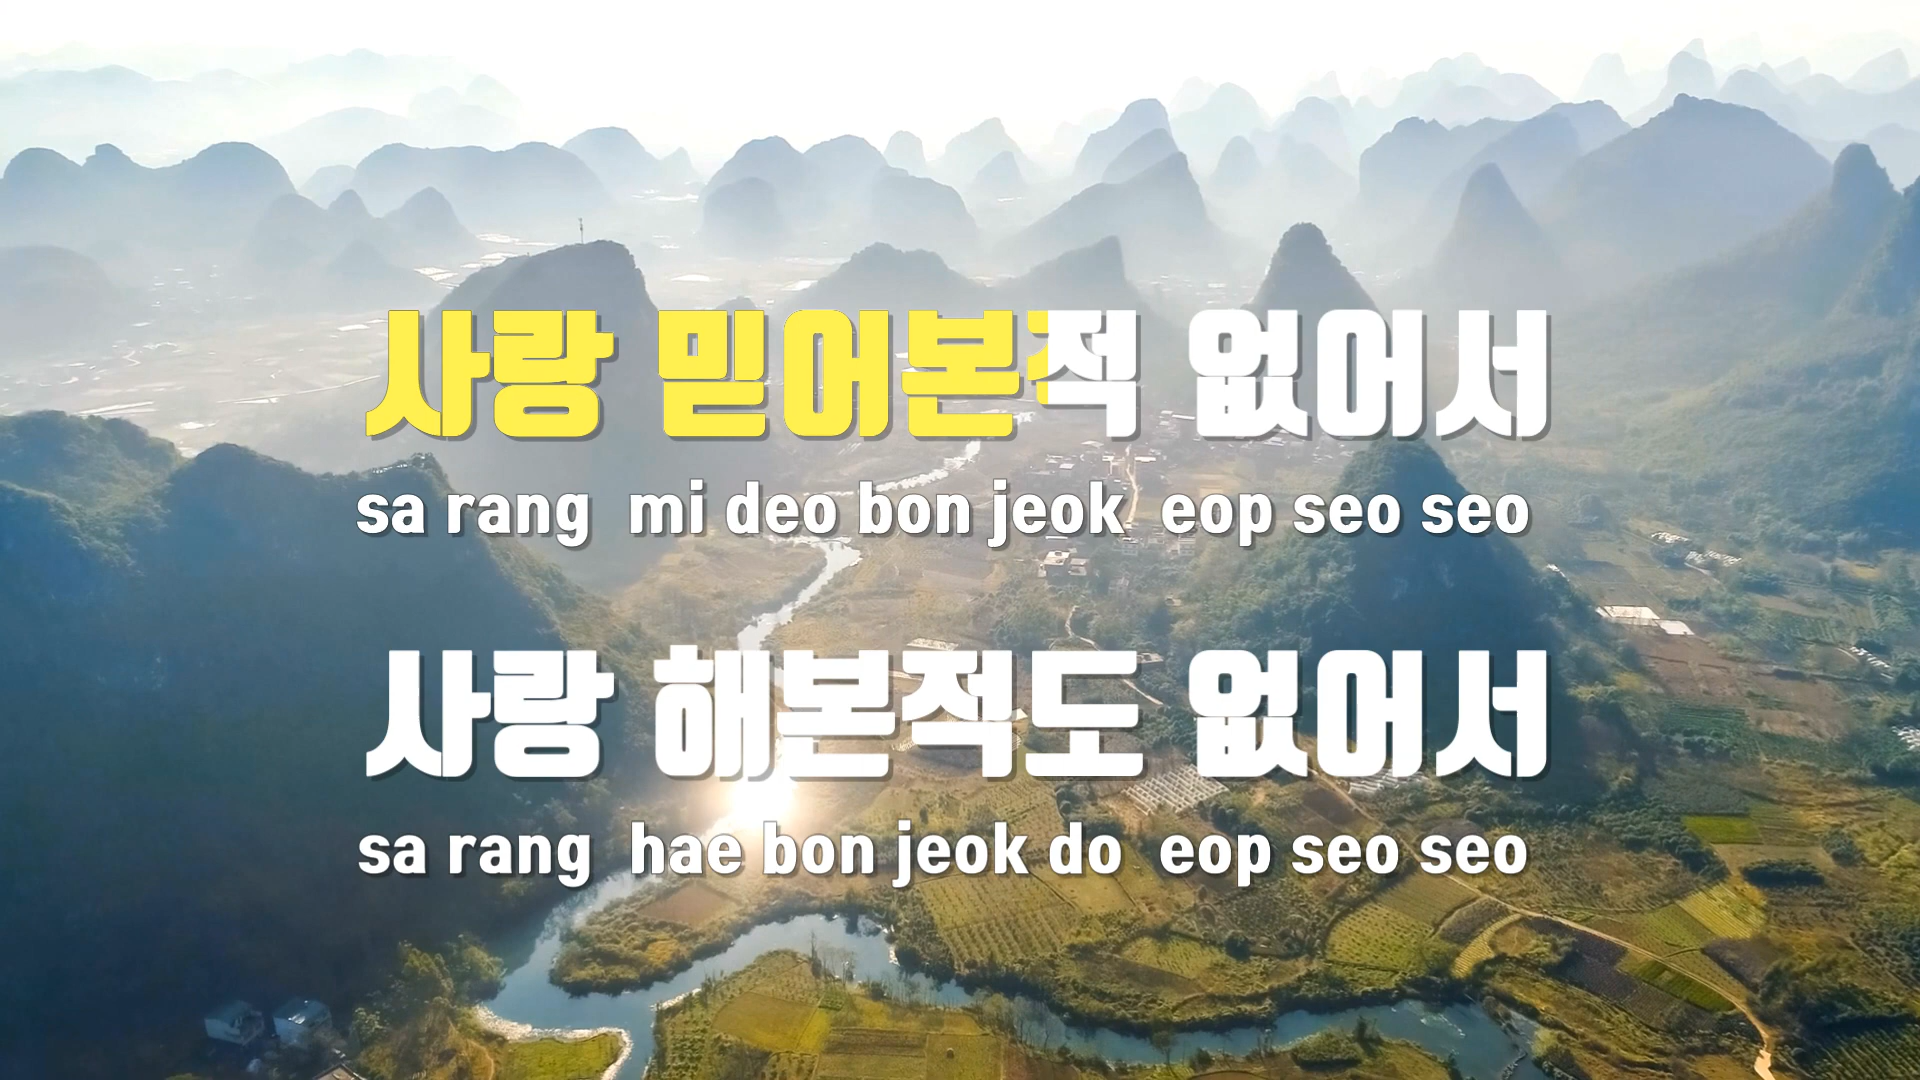 사랑 믿어본적 없어서
sa rang mi deo bon jeok eop seo seo
사랑 해본적도 없어서
sa rang hae bon jeok do eop seo seo